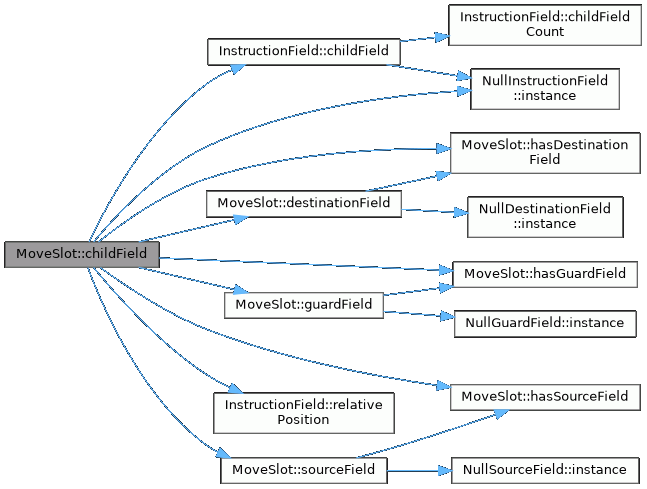 InstructionField::childField
Count
InstructionField::childField
NullInstructionField
::instance
MoveSlot::hasDestination
Field
MoveSlot::destinationField
NullDestinationField
::instance
MoveSlot::childField
MoveSlot::hasGuardField
MoveSlot::guardField
NullGuardField::instance
MoveSlot::hasSourceField
InstructionField::relative
Position
MoveSlot::sourceField
NullSourceField::instance